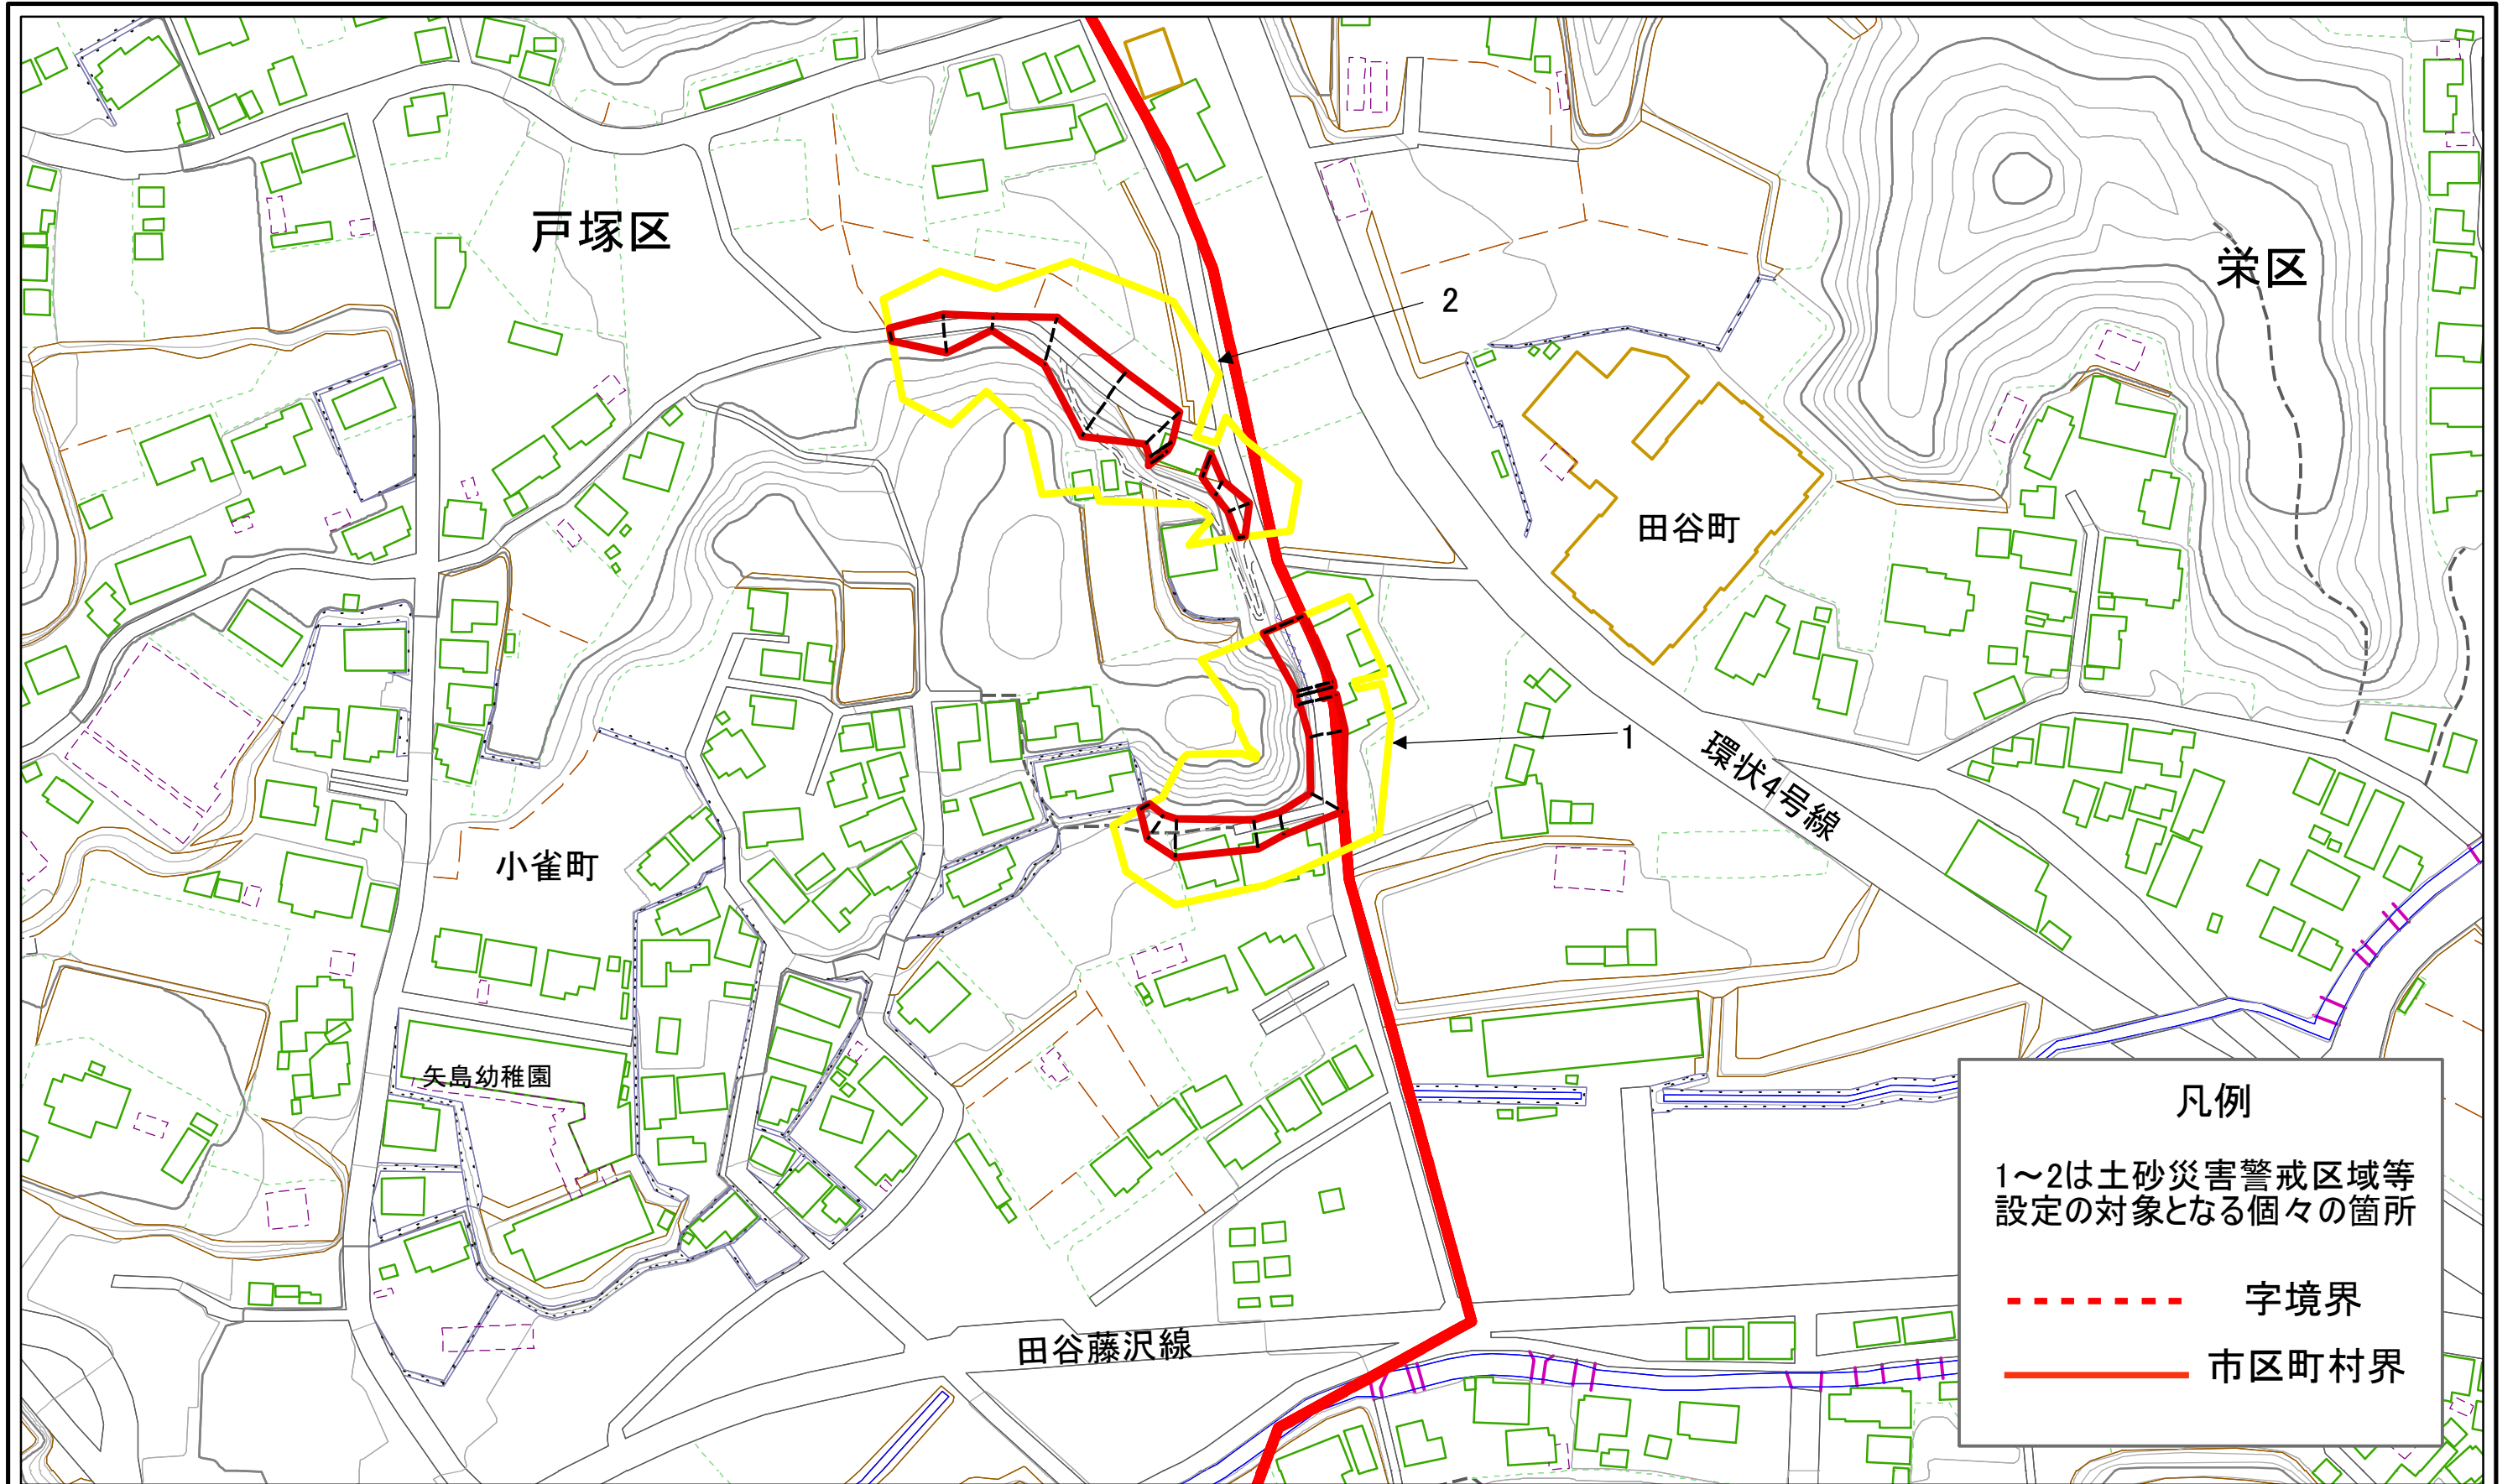 戸塚区
栄区
2
田谷町
1
環状4号線
小雀町
矢島幼稚園
田谷藤沢線
凡例
1～2は土砂災害警戒区域等
設定の対象となる個々の箇所
字境界
市区町村界